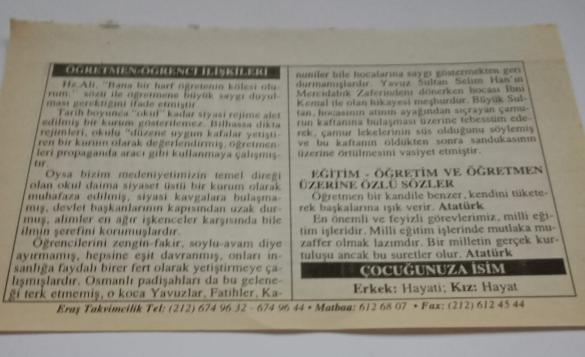 ÖĞRETMEN-ÖĞRENCİ İLİŞKİLERİ
Hz.Ali, "Bana bir harf öğretenin kölesi olu-
rum." sözü ile öğretmene büyük saygı duyul-
ması gerektiğini ifade etmiştir.
Tarih boyunca "okul" kadar siyasi rejime alet
edilmiş bir kurum gösterilemez. Bilhassa dikta
rejimleri, okulu "düzene uygun kafalar yetişti-
ren bir kurum olarak değerlendirmiş, öğretmen-
leri propaganda aracı gibi kullanmaya çalışmış-
tır.
Oysa bizim medeniyetimizin temel direği
olan okul daima siyaset üstü bir kurum olarak
muhafaza edilmiş, siyasi kavgalara bulaşma-
mış, devlet başkanlarının kapısından uzak dur-
muş, alimler en ağır işkenceler karşısında bile
ilmin şerefini korumuşlardır.
Öğrencilerini zengin-fakir, soylu-avam diye
ayırmamış, hepsine eşit davranmış, onları in-
sanlığa faydalı birer fert olarak yetiştirmeye ça-
lışmışlardır. Osmanlı padişahları da bu gelene-
ği terk etmemiş, o koca Yavuzlar, Fatihler, Ka-
nuniler bile hocalarına saygı göstermekten geri
durmamışlardır. Yavuz Sultan Selim Han'ın
Mercidabık Zaferinden dönerken hocası İbni
Kemal ile olan hikayesi meşhurdur. Büyük Sul-
tan, hocasının atının ayağından sıçrayan çamu-
run kaftanına bulaşması üzerine tebessüm ede-
rek, çamur lekelerinin süs olduğunu söylemiş
ve bu kaftanın öldükten sonra sandukasının
üzerine örtülmesini vasiyet etmiştir.
EĞİTİM - ÖĞRETİM VE ÖĞRETMEN
ÜZERİNE ÖZLÜ SÖZLER
Öğretmen bir kandile benzer, kendini tükete-
rek başkalarına ışık verir. Atatürk
En önemli ve feyizli görevlerimiz, milli eği-
tim işleridir. Milli eğitim işlerinde mutlaka mu-
zaffer olmak lazımdır. Bir milletin gerçek kur-
tuluşu ancak bu suretler olur. Atatürk
ÇOCUĞUNUZA İSİM
Erkek: Hayati; Kız: Hayat
Eraş Takvimcilik Tel: (212) 674 96 32 - 674 96 44 • Matbaa: 612 68 07 • Fax: (212) 612 45 44